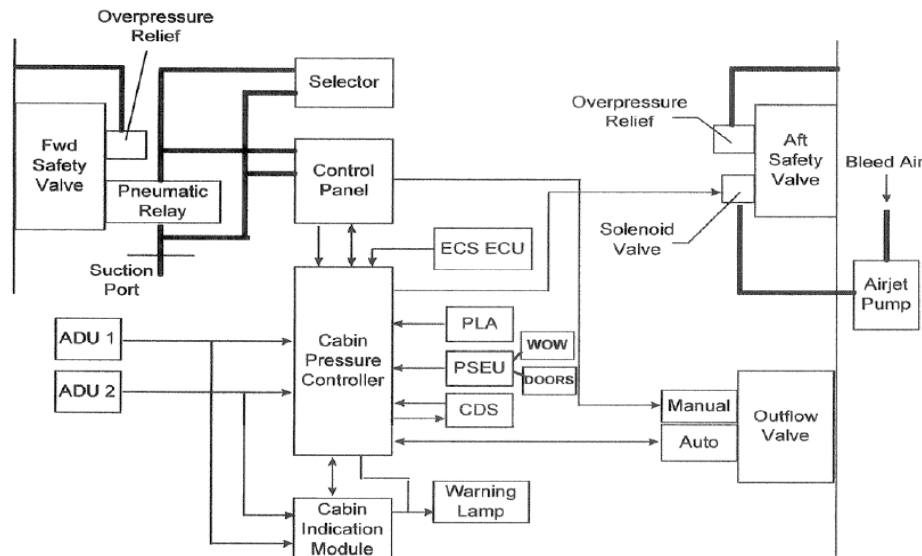 Overpressure
Relief
Selector
Fwd
Safety
Valve
Pneumatic
Relay
Suction
Port
Control
Panel
ECS ECU
Overpressure
Relief
Aft
Safety
Valve
Solenoid
Valve
Bleed Air
Airjet
Pump
ADU 1
ADU 2
Cabin
Pressure
Controller
PLA
PSEU
WOW
DOORS
CDS
Manual
Auto
Outflow
Valve
Cabin
Indication
Module
Warning
Lamp